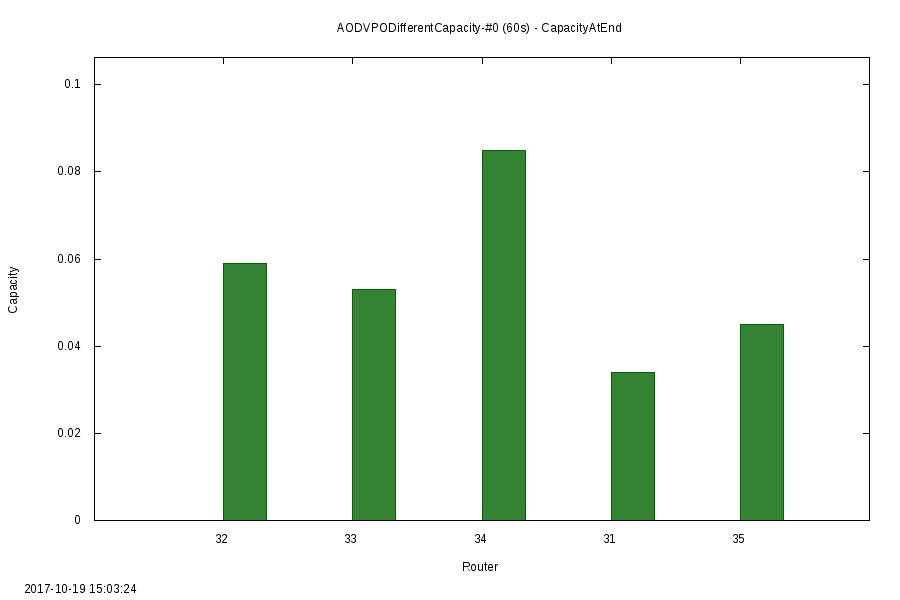 AODVPODifferentCapacity-#0 (60s) - CapacityAtEnd
0.1
0.08
0.06
0.04
0.02
0
Capacity
32 33 34 31 35
Router
2017-10-19 15:03:24